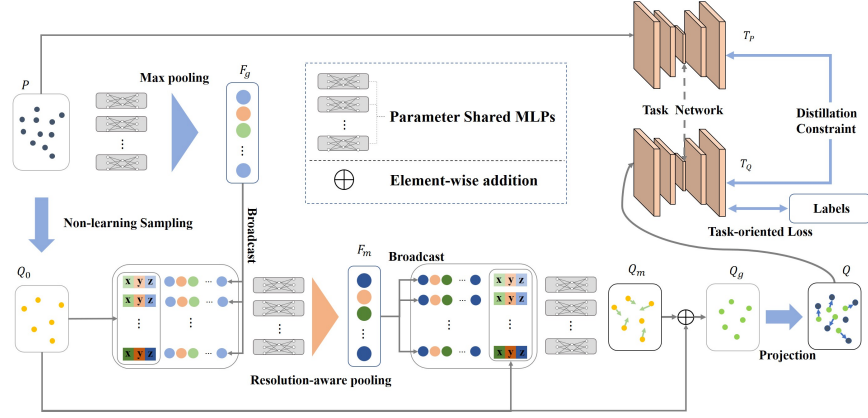 P
Max pooling
F_g
Parameter Shared MLPs
Element-wise addition
T_P
Task Network
Distillation
Constraint
T_Q
Labels
Task-oriented Loss
Non-learning Sampling
Broadcast
Q_0
x y z
x y z
x y z
F_m
Broadcast
x y z
x y z
x y z
Q_m
Q_g
Q
Projection
Resolution-aware pooling